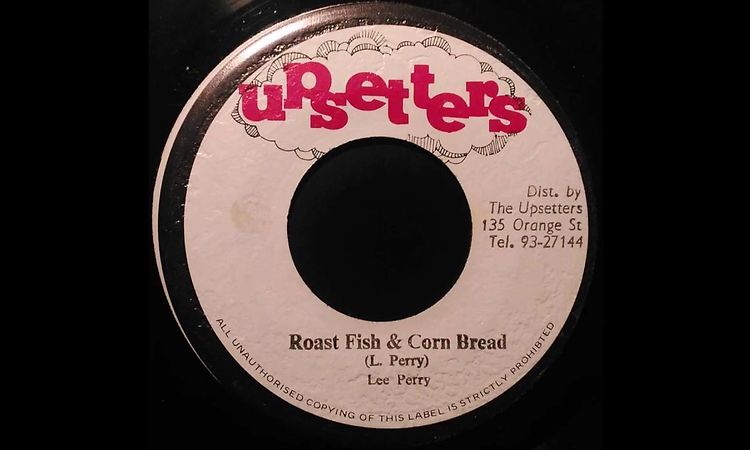 upsetters
Dist. by
The Upsetters
135 Orange St
Tel. 93-27144
Roast Fish & Corn Bread
(L. Perry)
Lee Perry
ALL UNAUTHORISED COPYING OF THIS LABEL IS STRICTLY PROHIBITED